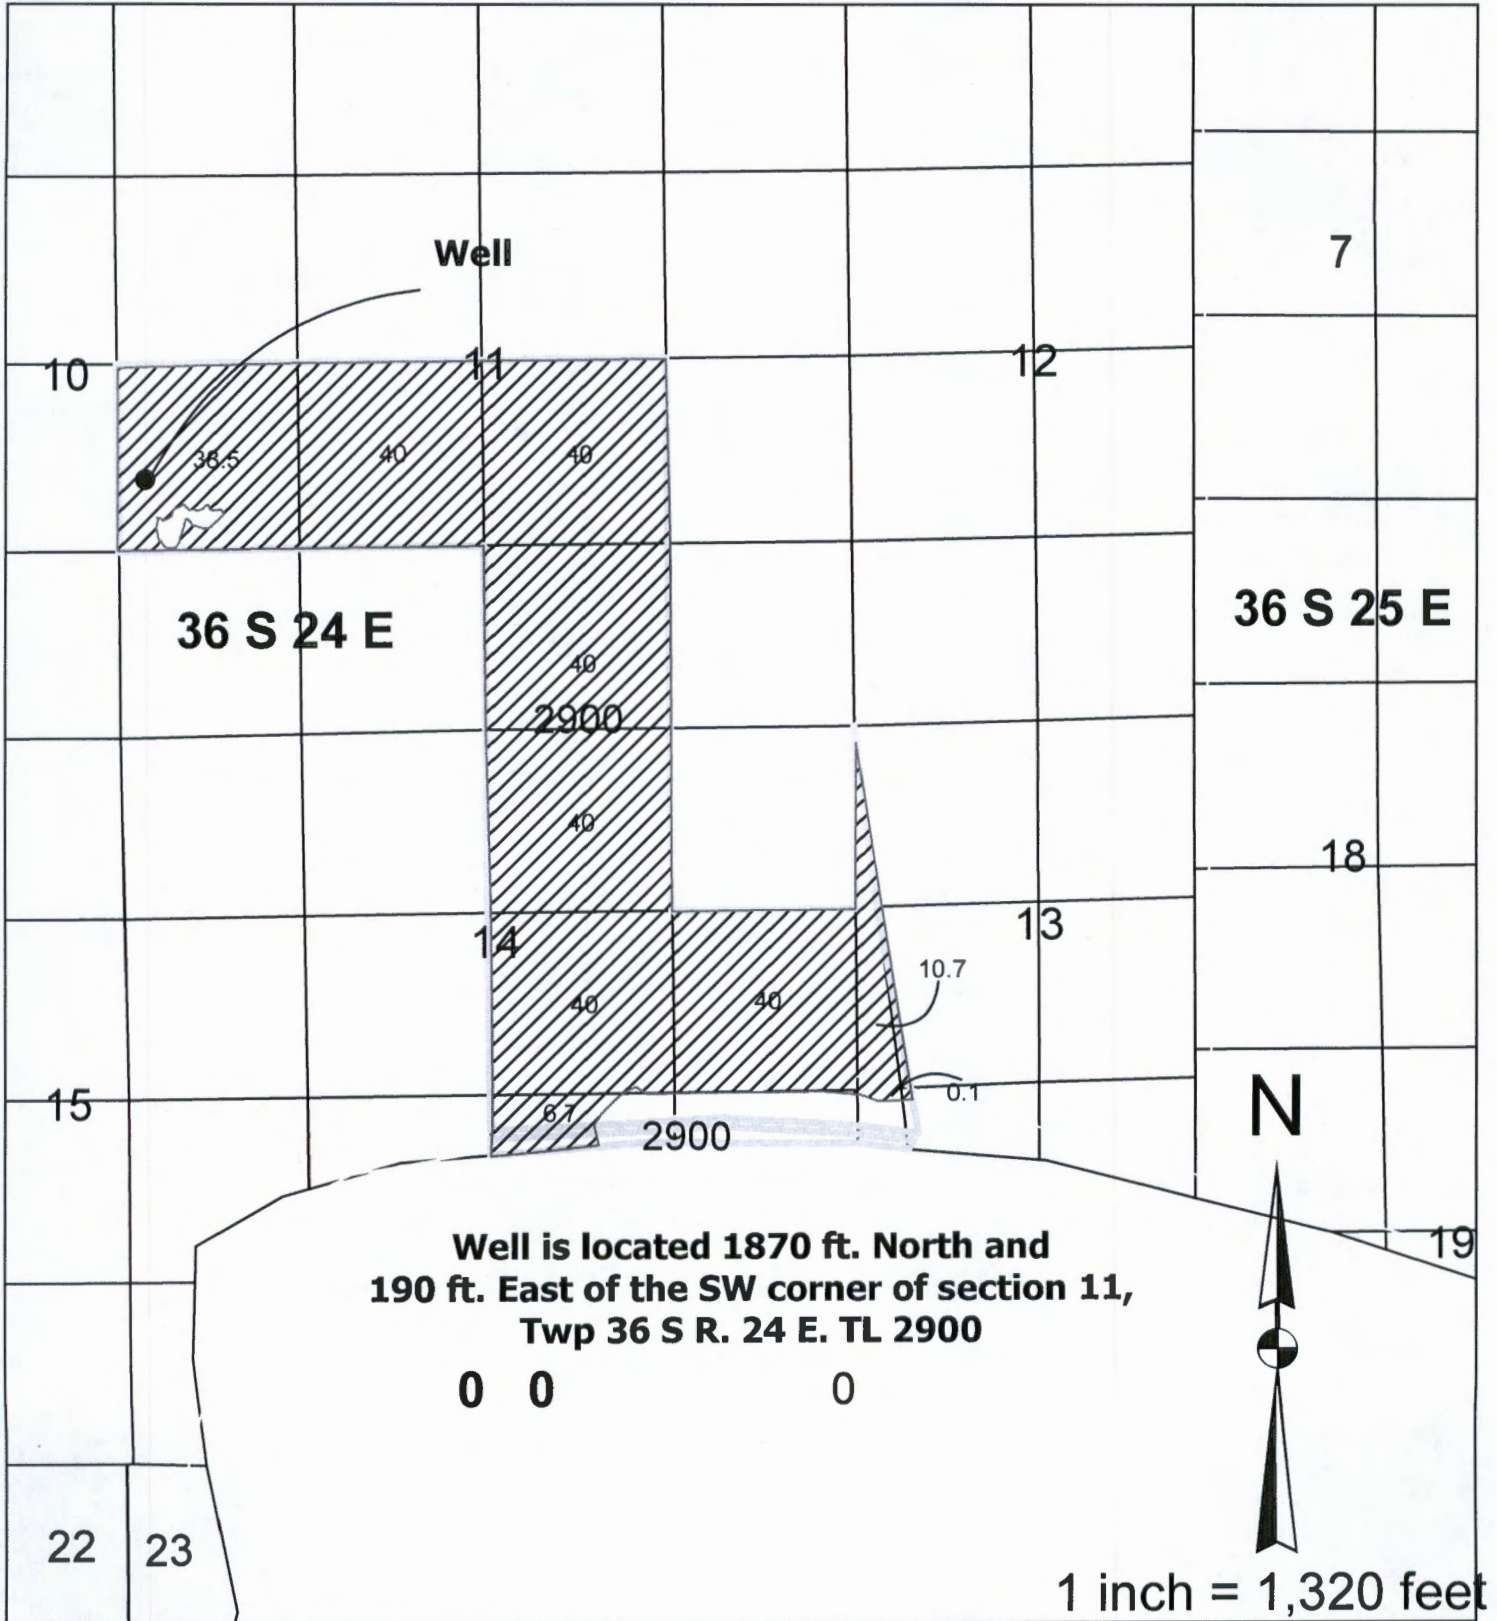 Well
7
10
11
12
38.5
40
40
36 S 24 E
36 S 25 E
40
2900
40
18
14
13
10.7
40
40
0.1
15
6.7
2900
N
Well is located 1870 ft. North and
190 ft. East of the SW corner of section 11,
Twp 36 S R. 24 E. TL 2900
19
0 0 0
22
23
1 inch = 1,320 feet